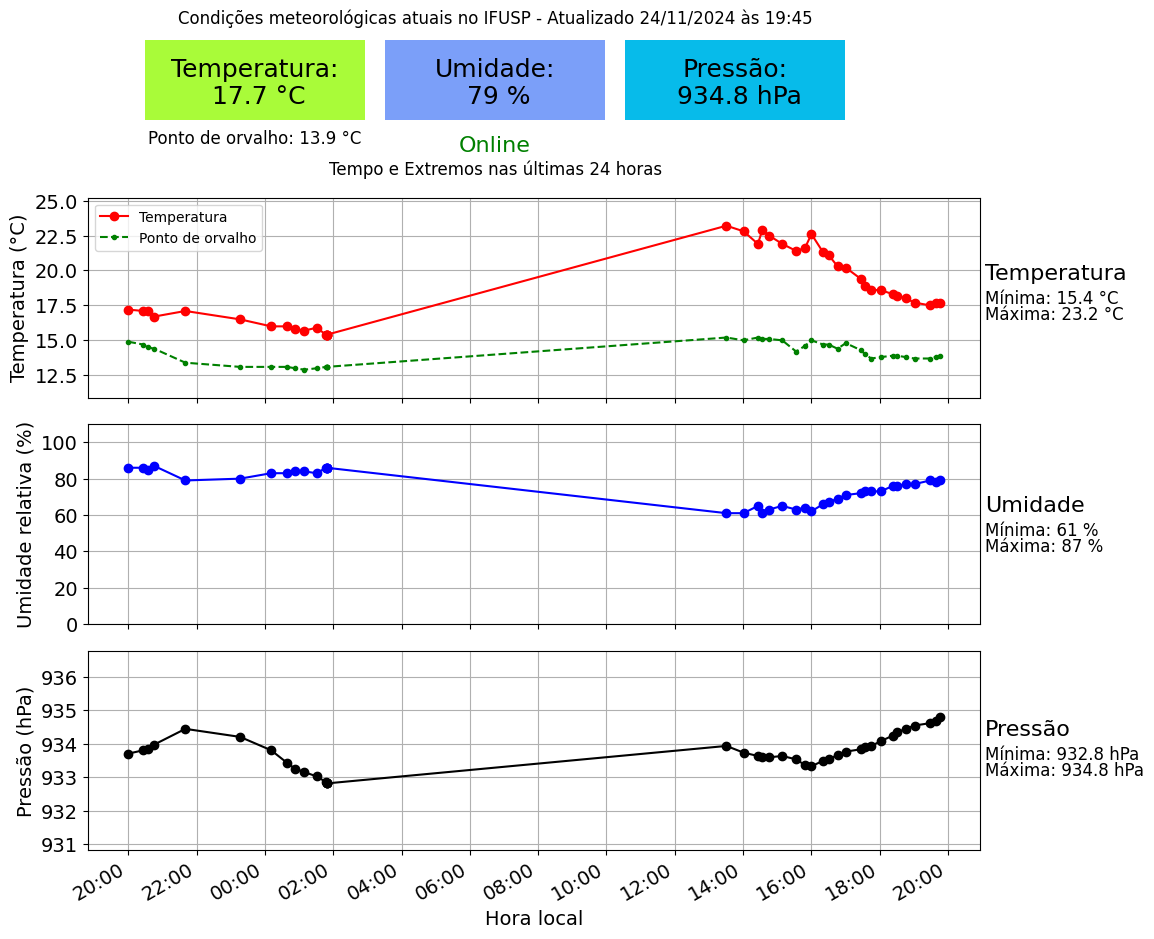 Condições meteorológicas atuais no IFUSP - Atualizado 24/11/2024 às 19:45
Temperatura:
17.7 °C
Umidade:
79 %
Pressão:
934.8 hPa
Ponto de orvalho: 13.9 °C
Online
Tempo e Extremos nas últimas 24 horas
Temperatura (°C)
25.0
22.5
20.0
17.5
15.0
12.5
Temperatura
Ponto de orvalho
Temperatura
Mínima: 15.4 °C
Máxima: 23.2 °C
Umidade relativa (%)
100
80
60
40
20
0
Umidade
Mínima: 61 %
Máxima: 87 %
Pressão (hPa)
936
935
934
933
932
931
Pressão
Mínima: 932.8 hPa
Máxima: 934.8 hPa
20:00 22:00 00:00 02:00 04:00 06:00 08:00 10:00 12:00 14:00 16:00 18:00 20:00
Hora local